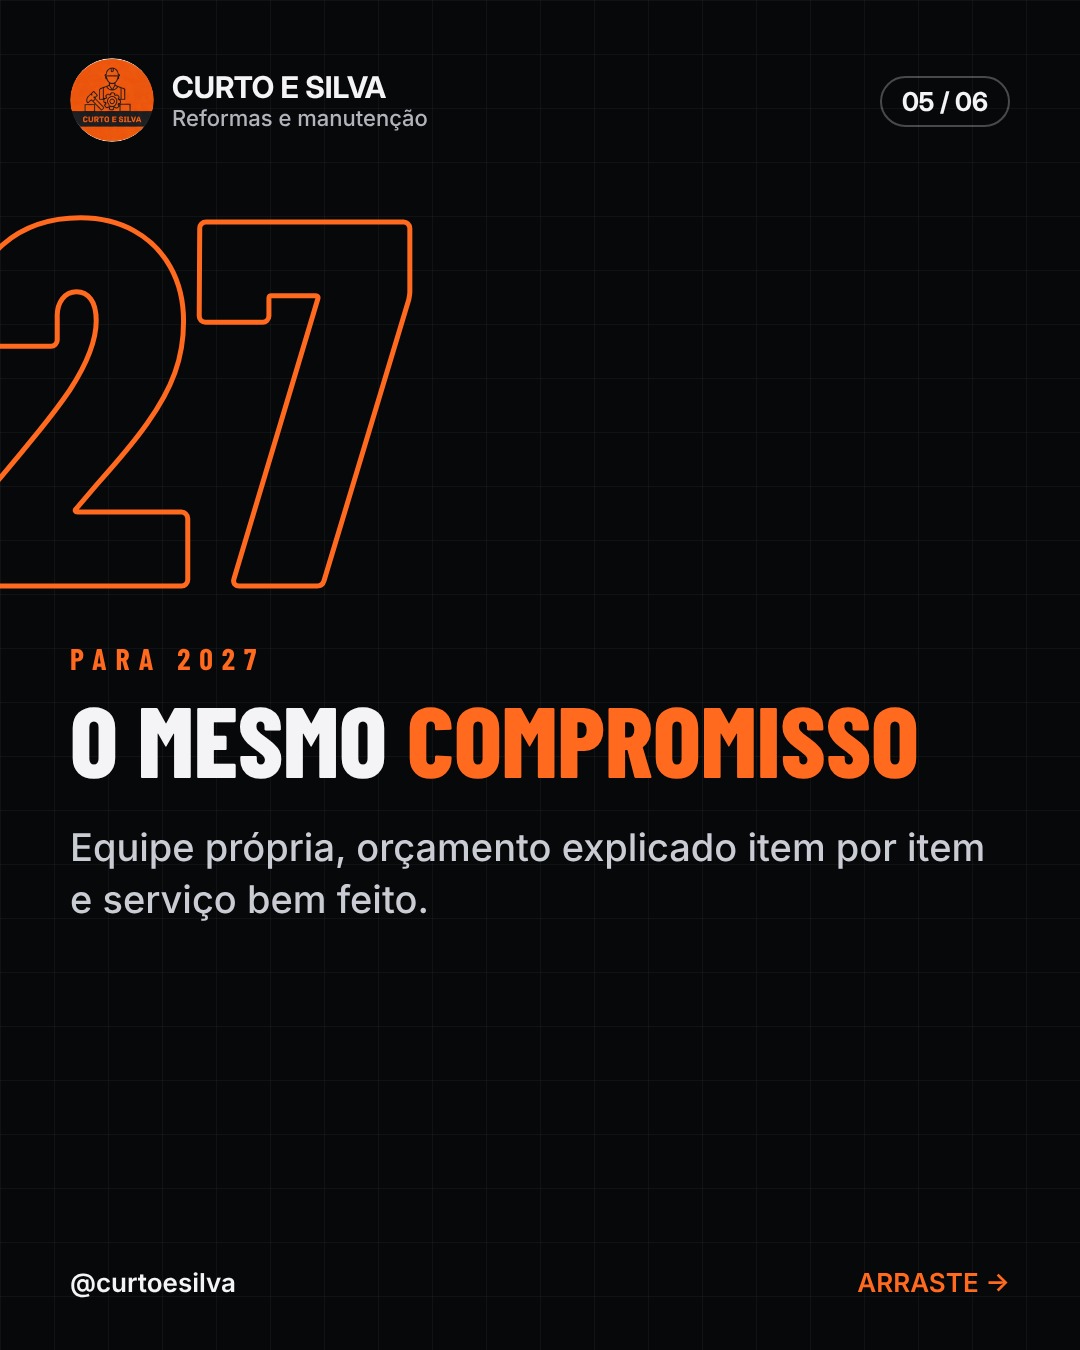 CURTO E SILVA
CURTO E SILVA
Reformas e manutenção
05 / 06
27
PARA 2027
O MESMO COMPROMISSO
Equipe própria, orçamento explicado item por item
e serviço bem feito.
@curtoesilva
ARRASTE →